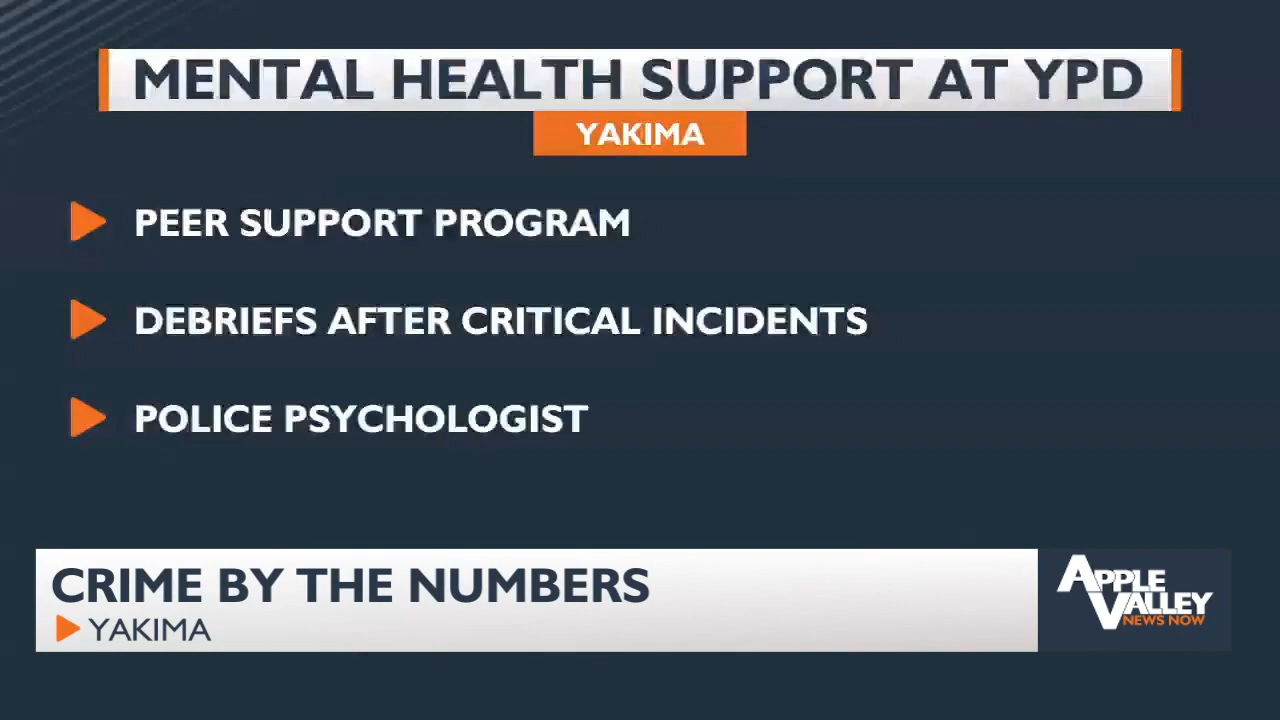 MENTAL HEALTH SUPPORT AT YPD
YAKIMA
PEER SUPPORT PROGRAM
DEBRIEFS AFTER CRITICAL INCIDENTS
POLICE PSYCHOLOGIST
CRIME BY THE NUMBERS
YAKIMA
APPLE
VALLEY
NEWS NOW